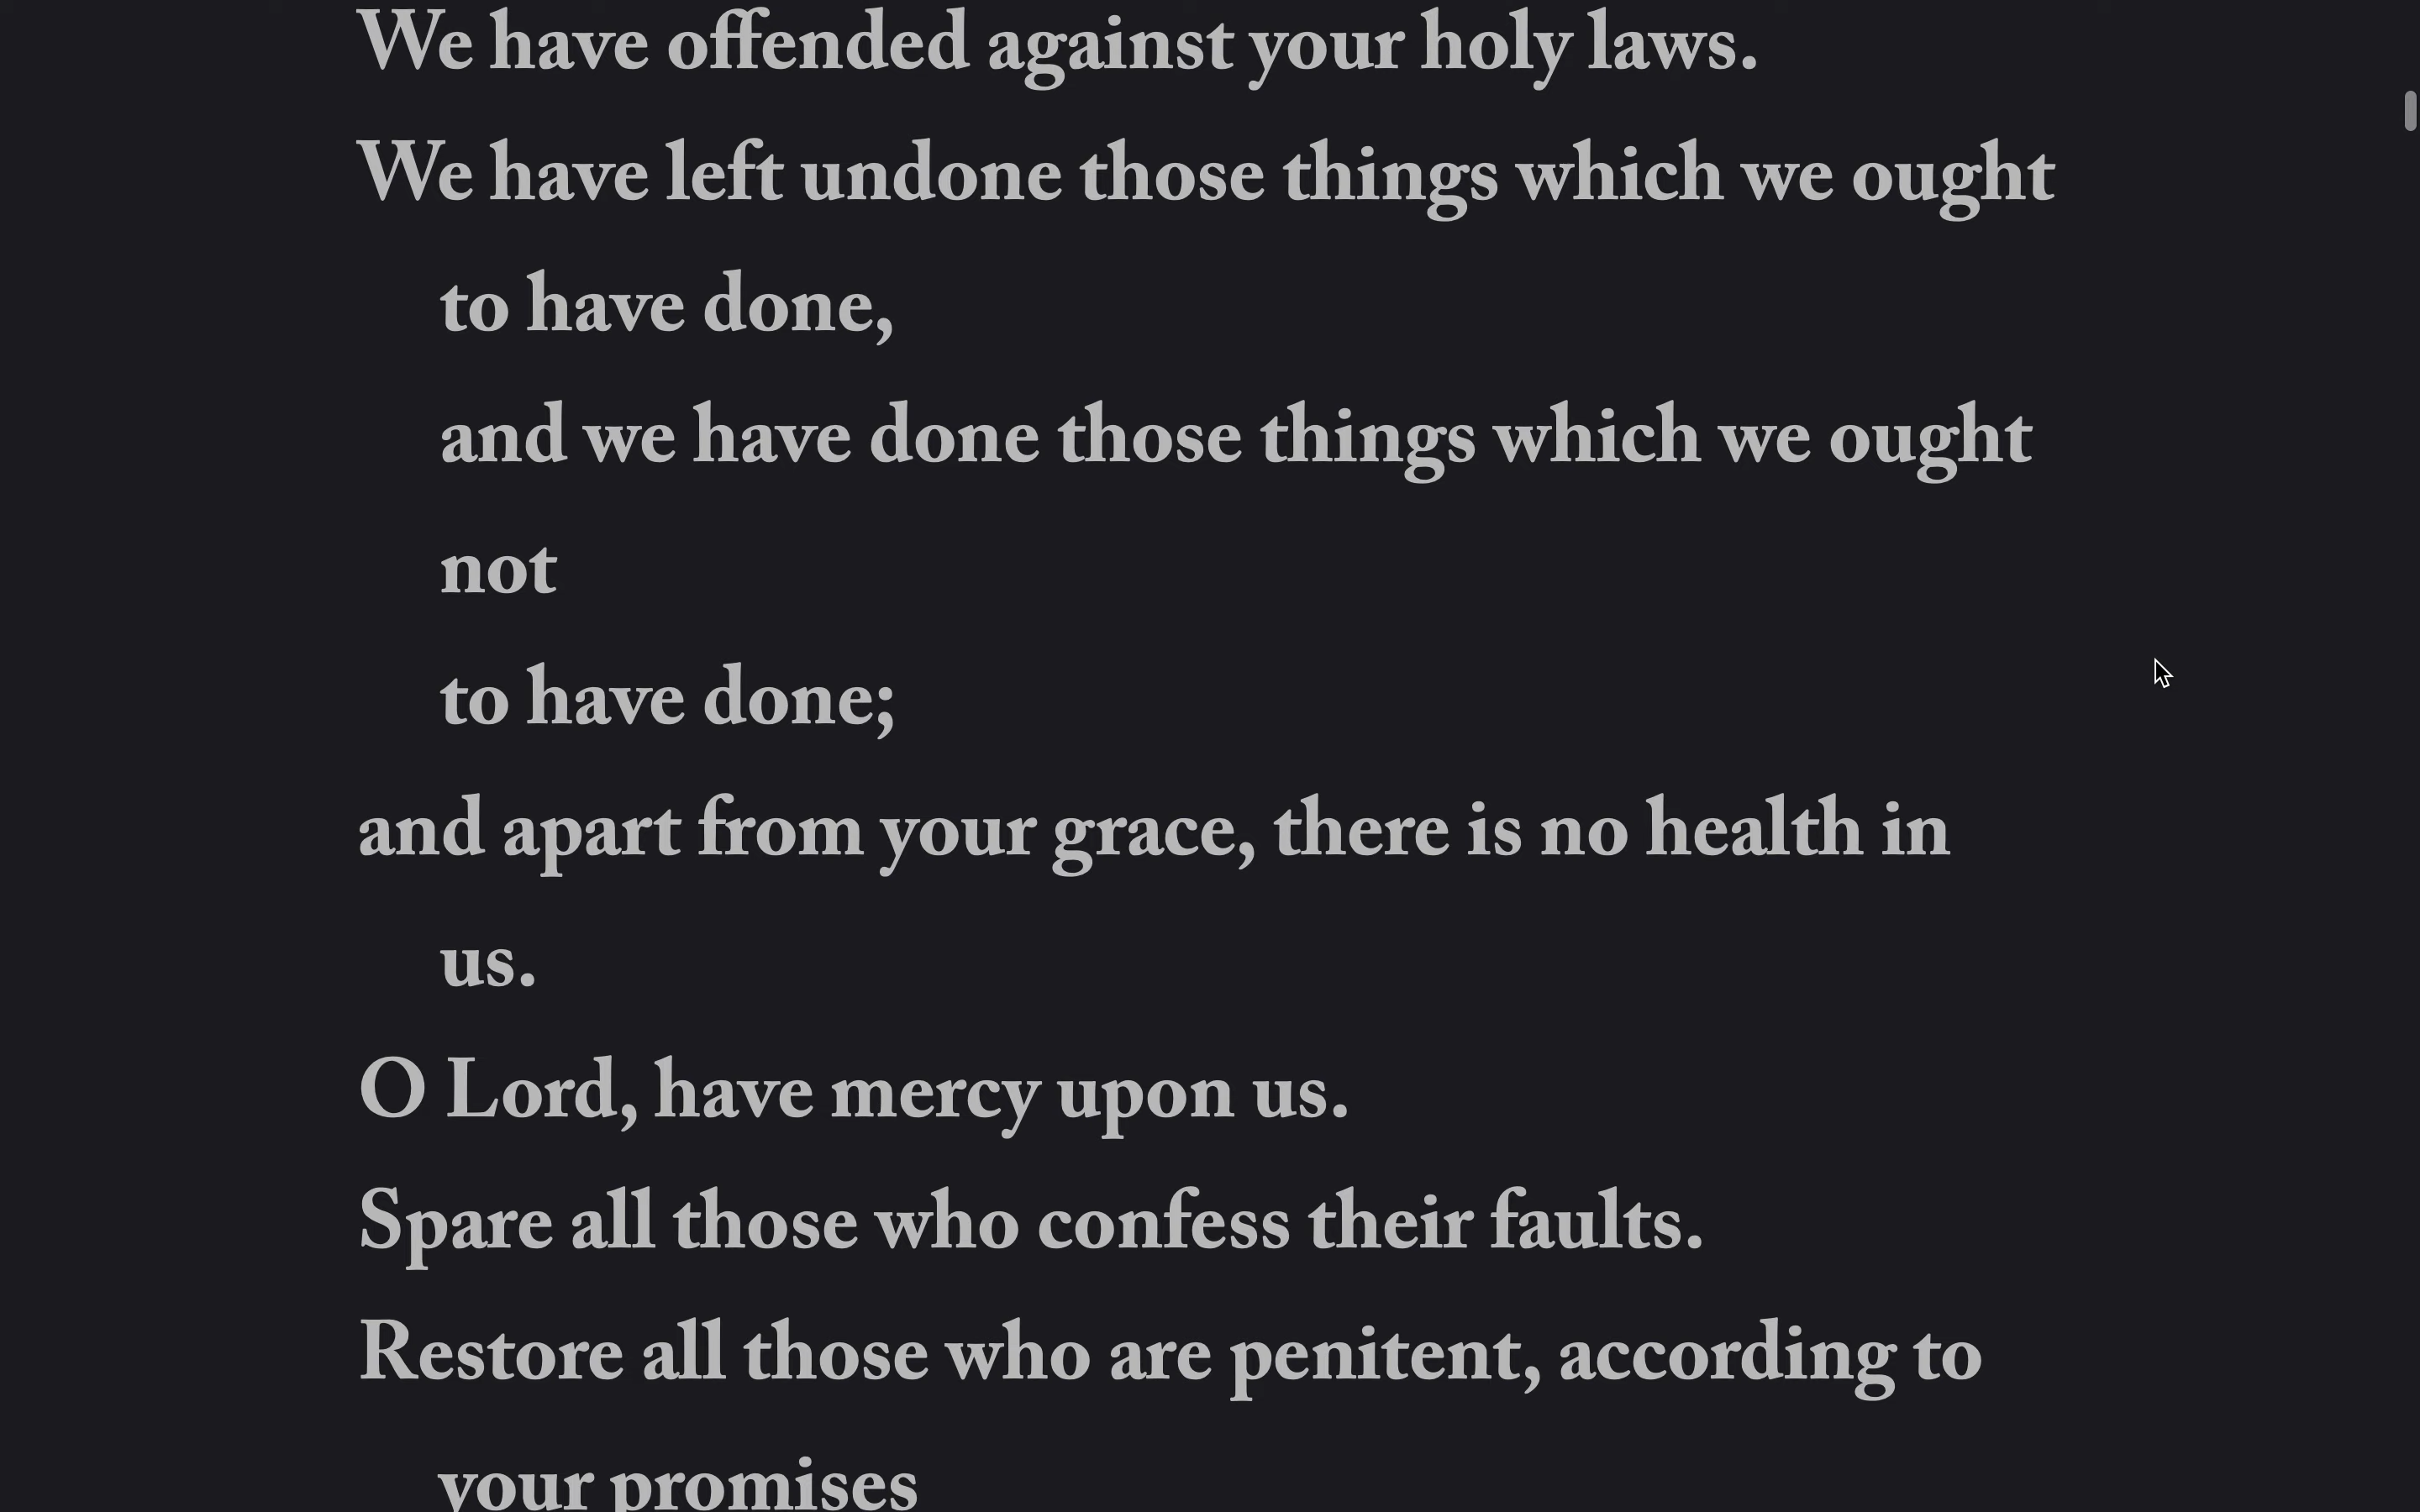 We have offended against your holy laws.
We have left undone those things which we ought
to have done,
and we have done those things which we ought
not
to have done;
and apart from your grace, there is no health in
us.
O Lord, have mercy upon us.
Spare all those who confess their faults.
Restore all those who are penitent, according to
your promises